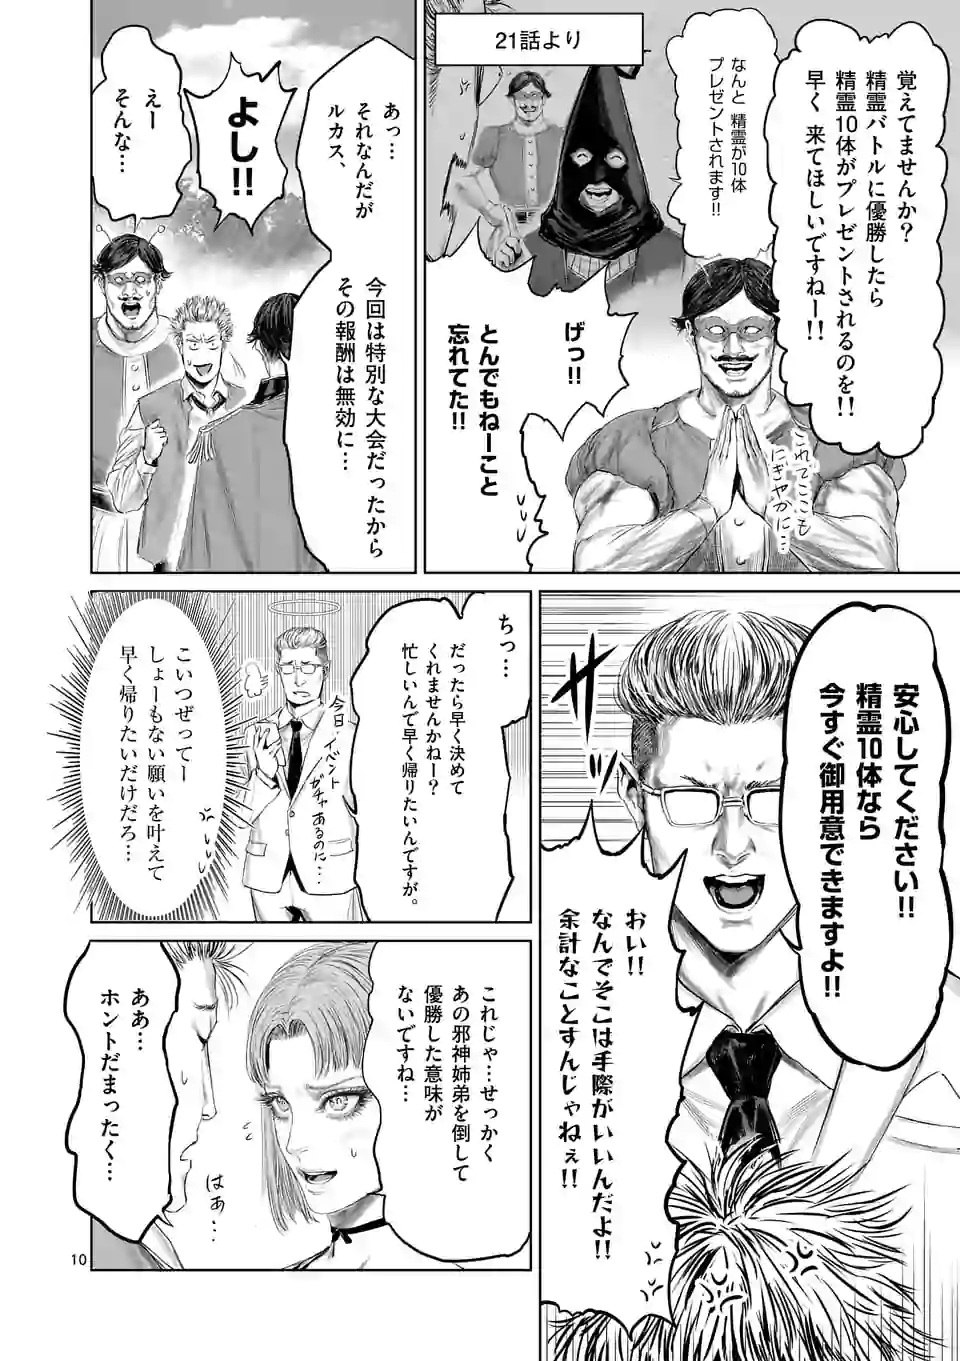 覚えてませんか?
精霊バトルに優勝したら
精霊10体がプレゼントされるのを!!
早く 来てほしいですねー!!
21話より
なんと 精霊が10体
プレゼントされます!!
これでここも
にぎやかに…
げっ!!
とんでもねーこと
忘れてた!!
あっ…
それなんだが
ルカス、
今回は特別な大会だったから
その報酬は無効に…
よし!!
えー
そんな…
安心してください!!
精霊10体なら
今すぐ御用意できますよ!!
おい!!
なんでそこは手際がいいんだよ!!
余計なことすんじゃねぇ!!
ちっ…
だったら早く決めて
くれませんかねー?
忙しいんで早く帰りたいんですが。
今日、イベント
ガチャあるのに…
こいつぜってー
しょーもない願いを叶えて
早く帰りたいだけだろ…
これじゃ…せっかく
あの邪神姉弟を倒して
優勝した意味が
ないですね…
はぁ…
ああ…
ホントだまったく…
10